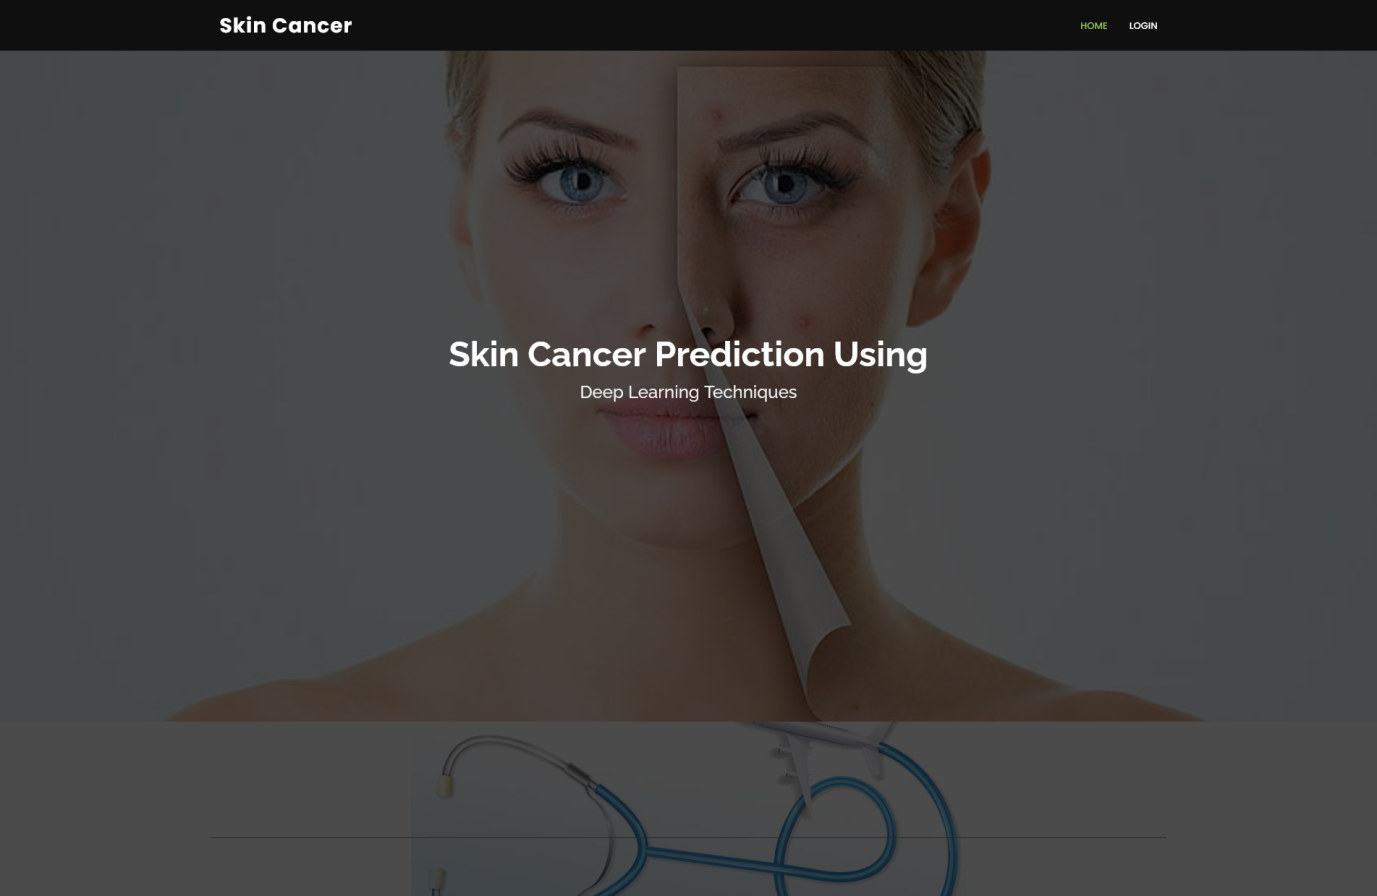 Skin Cancer
HOME
LOGIN
Skin Cancer Prediction Using
Deep Learning Techniques